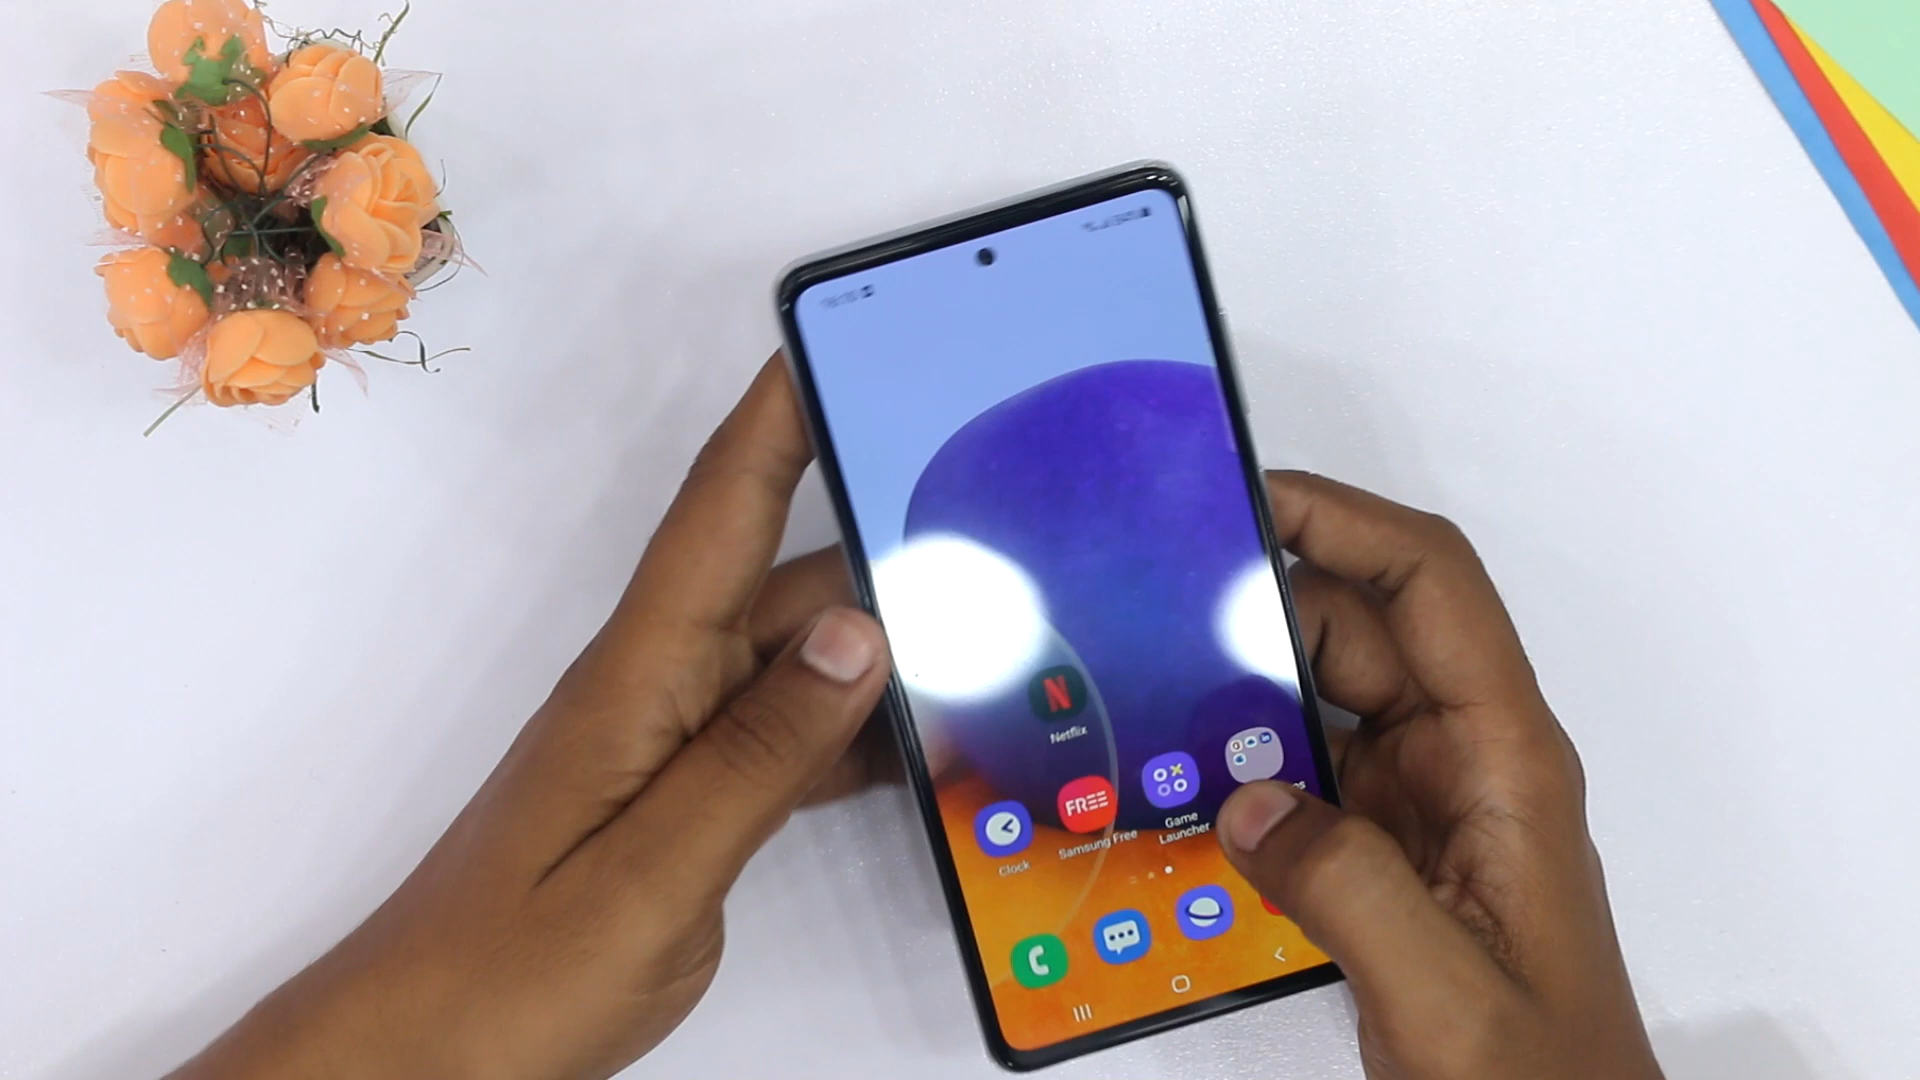 N
Netflix
FREE
Clock
Samsung Free
Game
Launcher